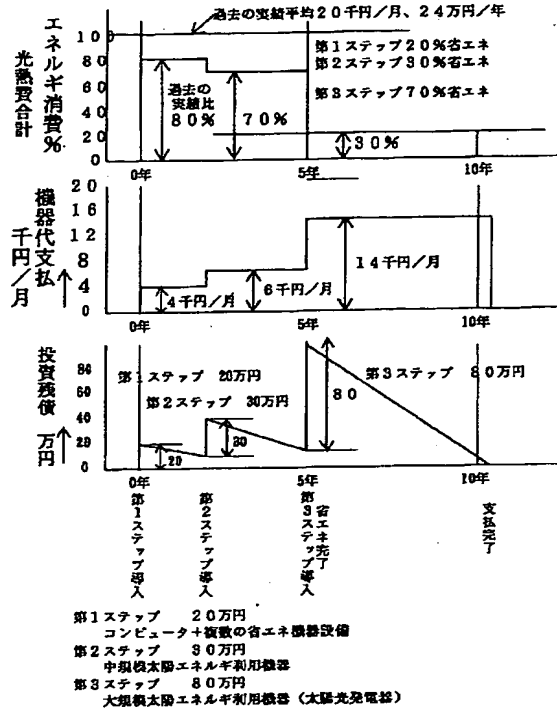 過去の実績平均20千円/月、24万円/年
エネルギ消費%
光熱費合計
100
80
60
40
20
0
過去の
実績比
80%
70%
第1ステップ20%省エネ
第2ステップ30%省エネ
第3ステップ70%省エネ
30%
0年
5年
10年
機器代支払
千円/月
20
16
12
8
4
0
4千円/月
6千円/月
14千円/月
0年
5年
10年
投資残債
万円
80
60
40
20
0
第1ステップ 20万円
第2ステップ 30万円
第3ステップ 80万円
20
30
80
0年
5年
10年
第1ステップ導入
第2ステップ導入
第3ステップ導入
省エネ完了
支払完了
第1ステップ 20万円
コンピュータ+複数の省エネ機器設備
第2ステップ 30万円
中規模太陽エネルギ利用機器
第3ステップ 80万円
大規模太陽エネルギ利用機器(太陽光発電器)